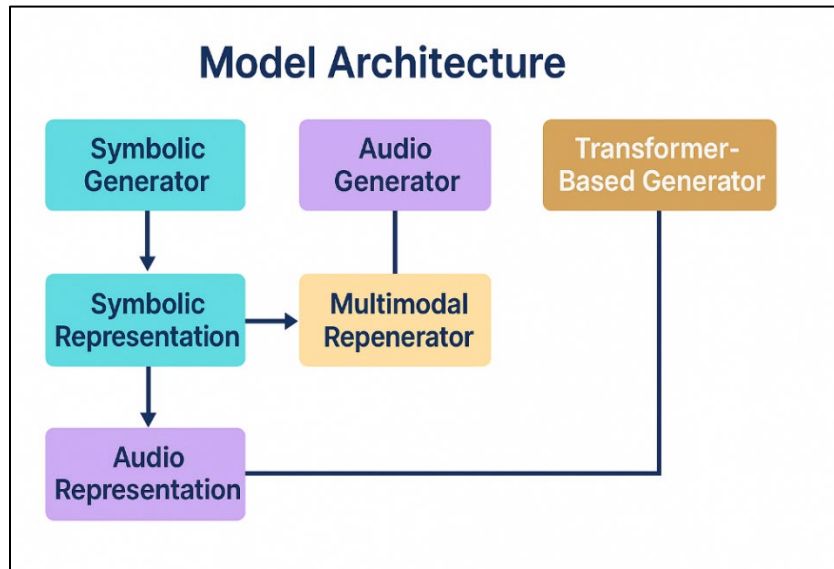 Model Architecture
Symbolic
Generator
Audio
Generator
Transformer-
Based Generator
Symbolic
Representation
Multimodal
Repenerator
Audio
Representation